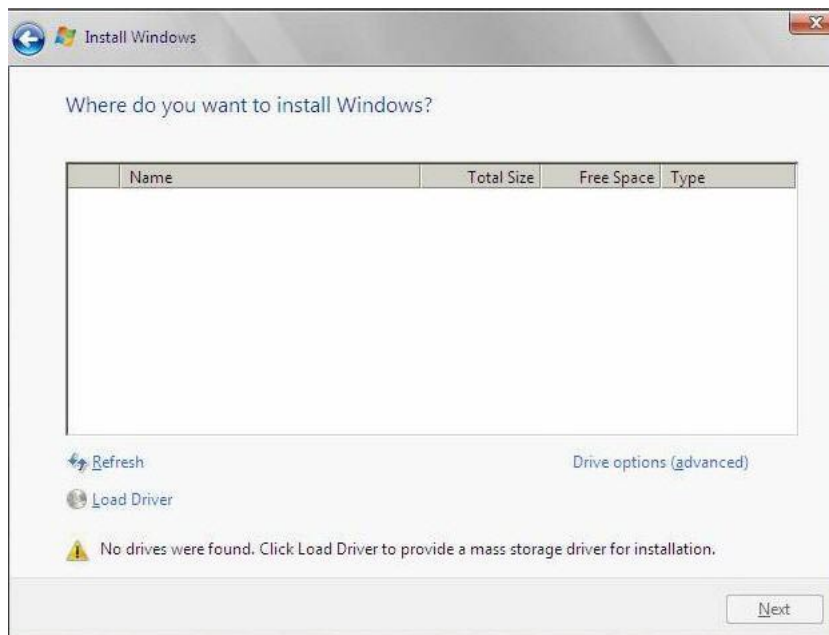 Install Windows
Where do you want to install Windows?
Name Total Size Free Space Type
Refresh Drive options (advanced)
Load Driver
No drives were found. Click Load Driver to provide a mass storage driver for installation.
Next